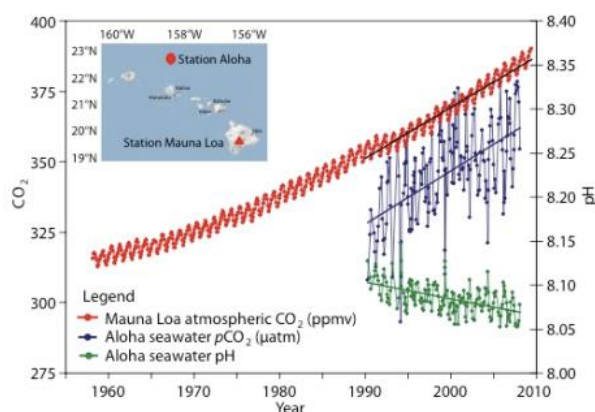 160°W 158°W 156°W
400
8.40
23°N
Station Aloha
22°N
21°N
20°N
Station Mauna Loa
19°N
375
8.35
350
8.30
8.25
CO₂
325
8.20
pH
8.15
300
8.10
8.05
275
8.00
Legend
Mauna Loa atmospheric CO₂ (ppmv)
Aloha seawater pCO₂ (µatm)
Aloha seawater pH
1960 1970 1980 1990 2000 2010
Year